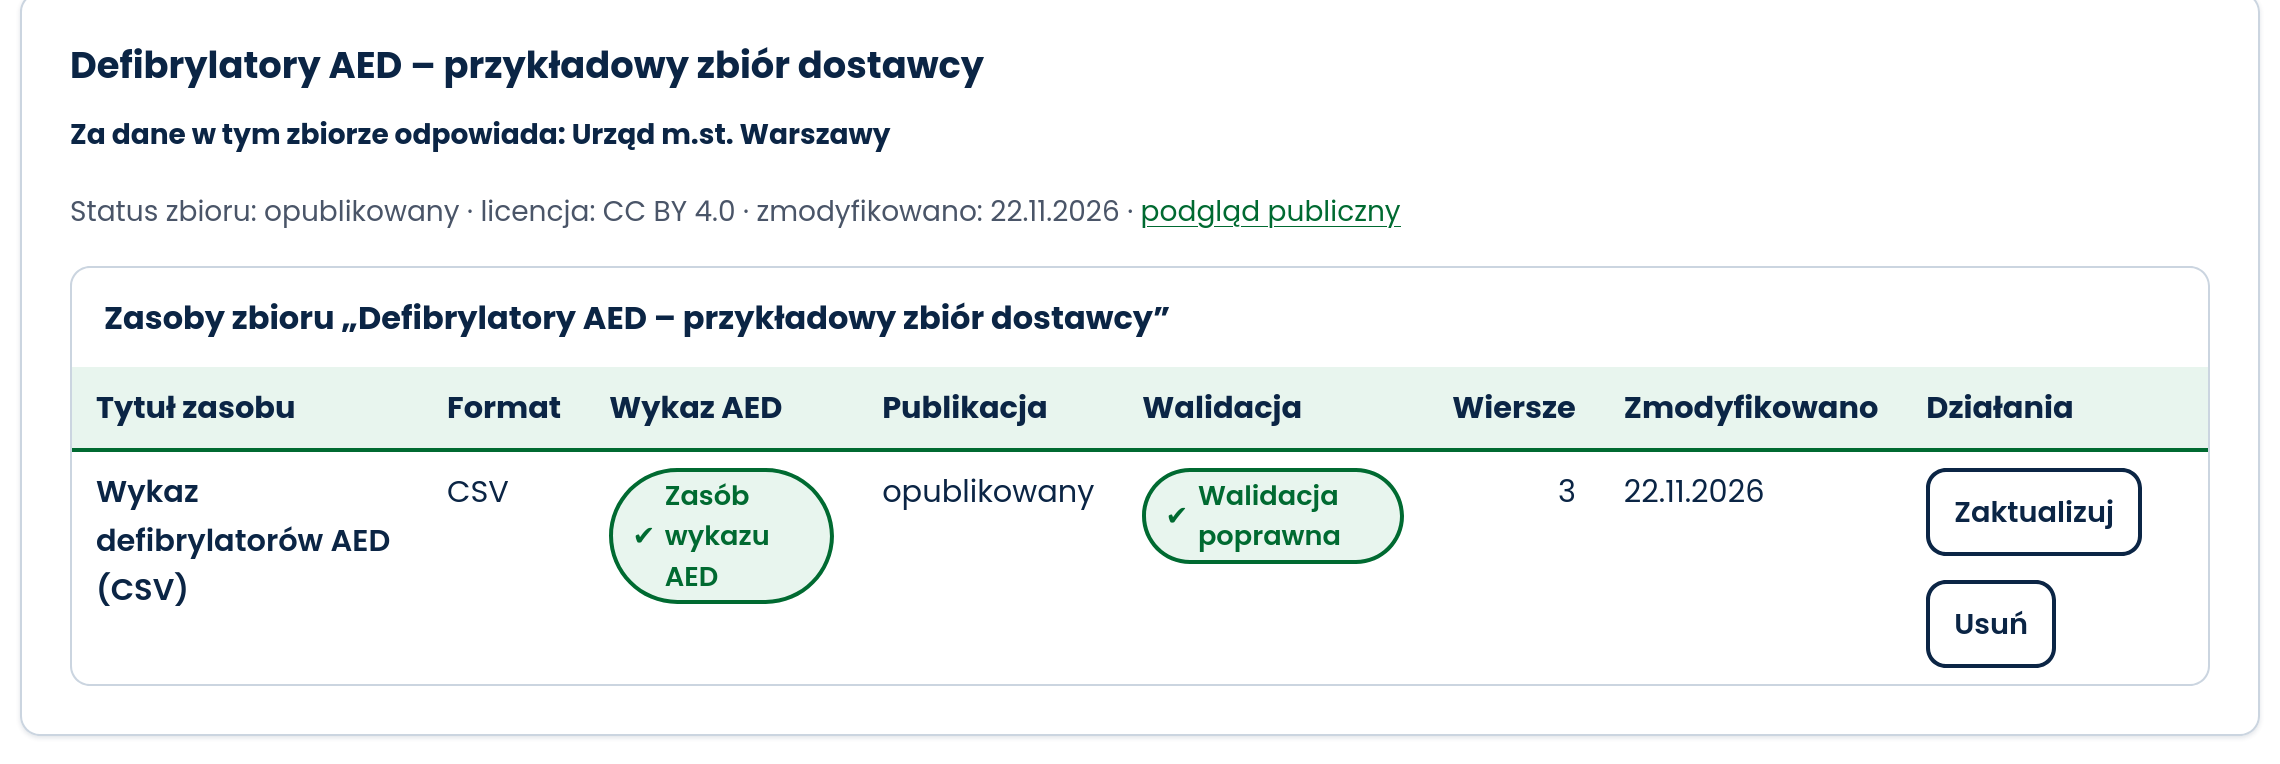 Defibrylatory AED – przykładowy zbiór dostawcy
Za dane w tym zbiorze odpowiada: Urząd m.st. Warszawy
Status zbioru: opublikowany · licencja: CC BY 4.0 · zmodyfikowano: 22.11.2026 · podgląd publiczny
Zasoby zbioru „Defibrylatory AED – przykładowy zbiór dostawcy”
Tytuł zasobu Format Wykaz AED Publikacja Walidacja Wiersze Zmodyfikowano Działania
Wykaz
defibrylatorów AED
(CSV)
CSV
✔ Zasób
wykazu
AED
opublikowany
✔ Walidacja
poprawna
3
22.11.2026
Zaktualizuj
Usuń